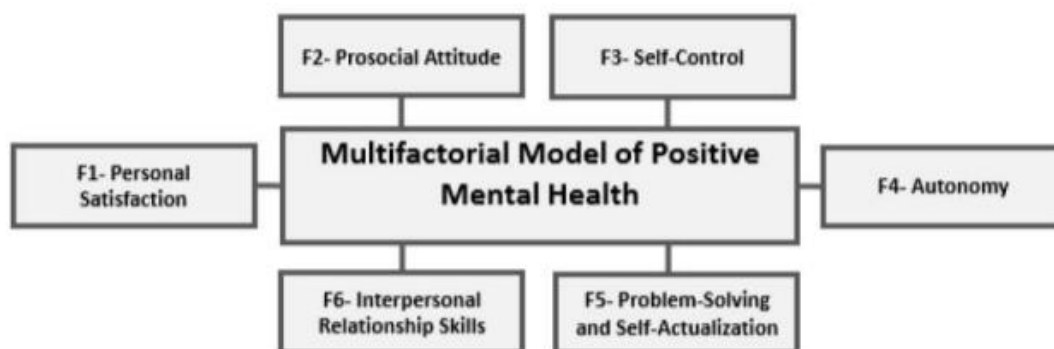 F2- Prosocial Attitude
F3- Self-Control
F1- Personal
Satisfaction
Multifactorial Model of Positive
Mental Health
F4- Autonomy
F6- Interpersonal
Relationship Skills
F5- Problem-Solving
and Self-Actualization